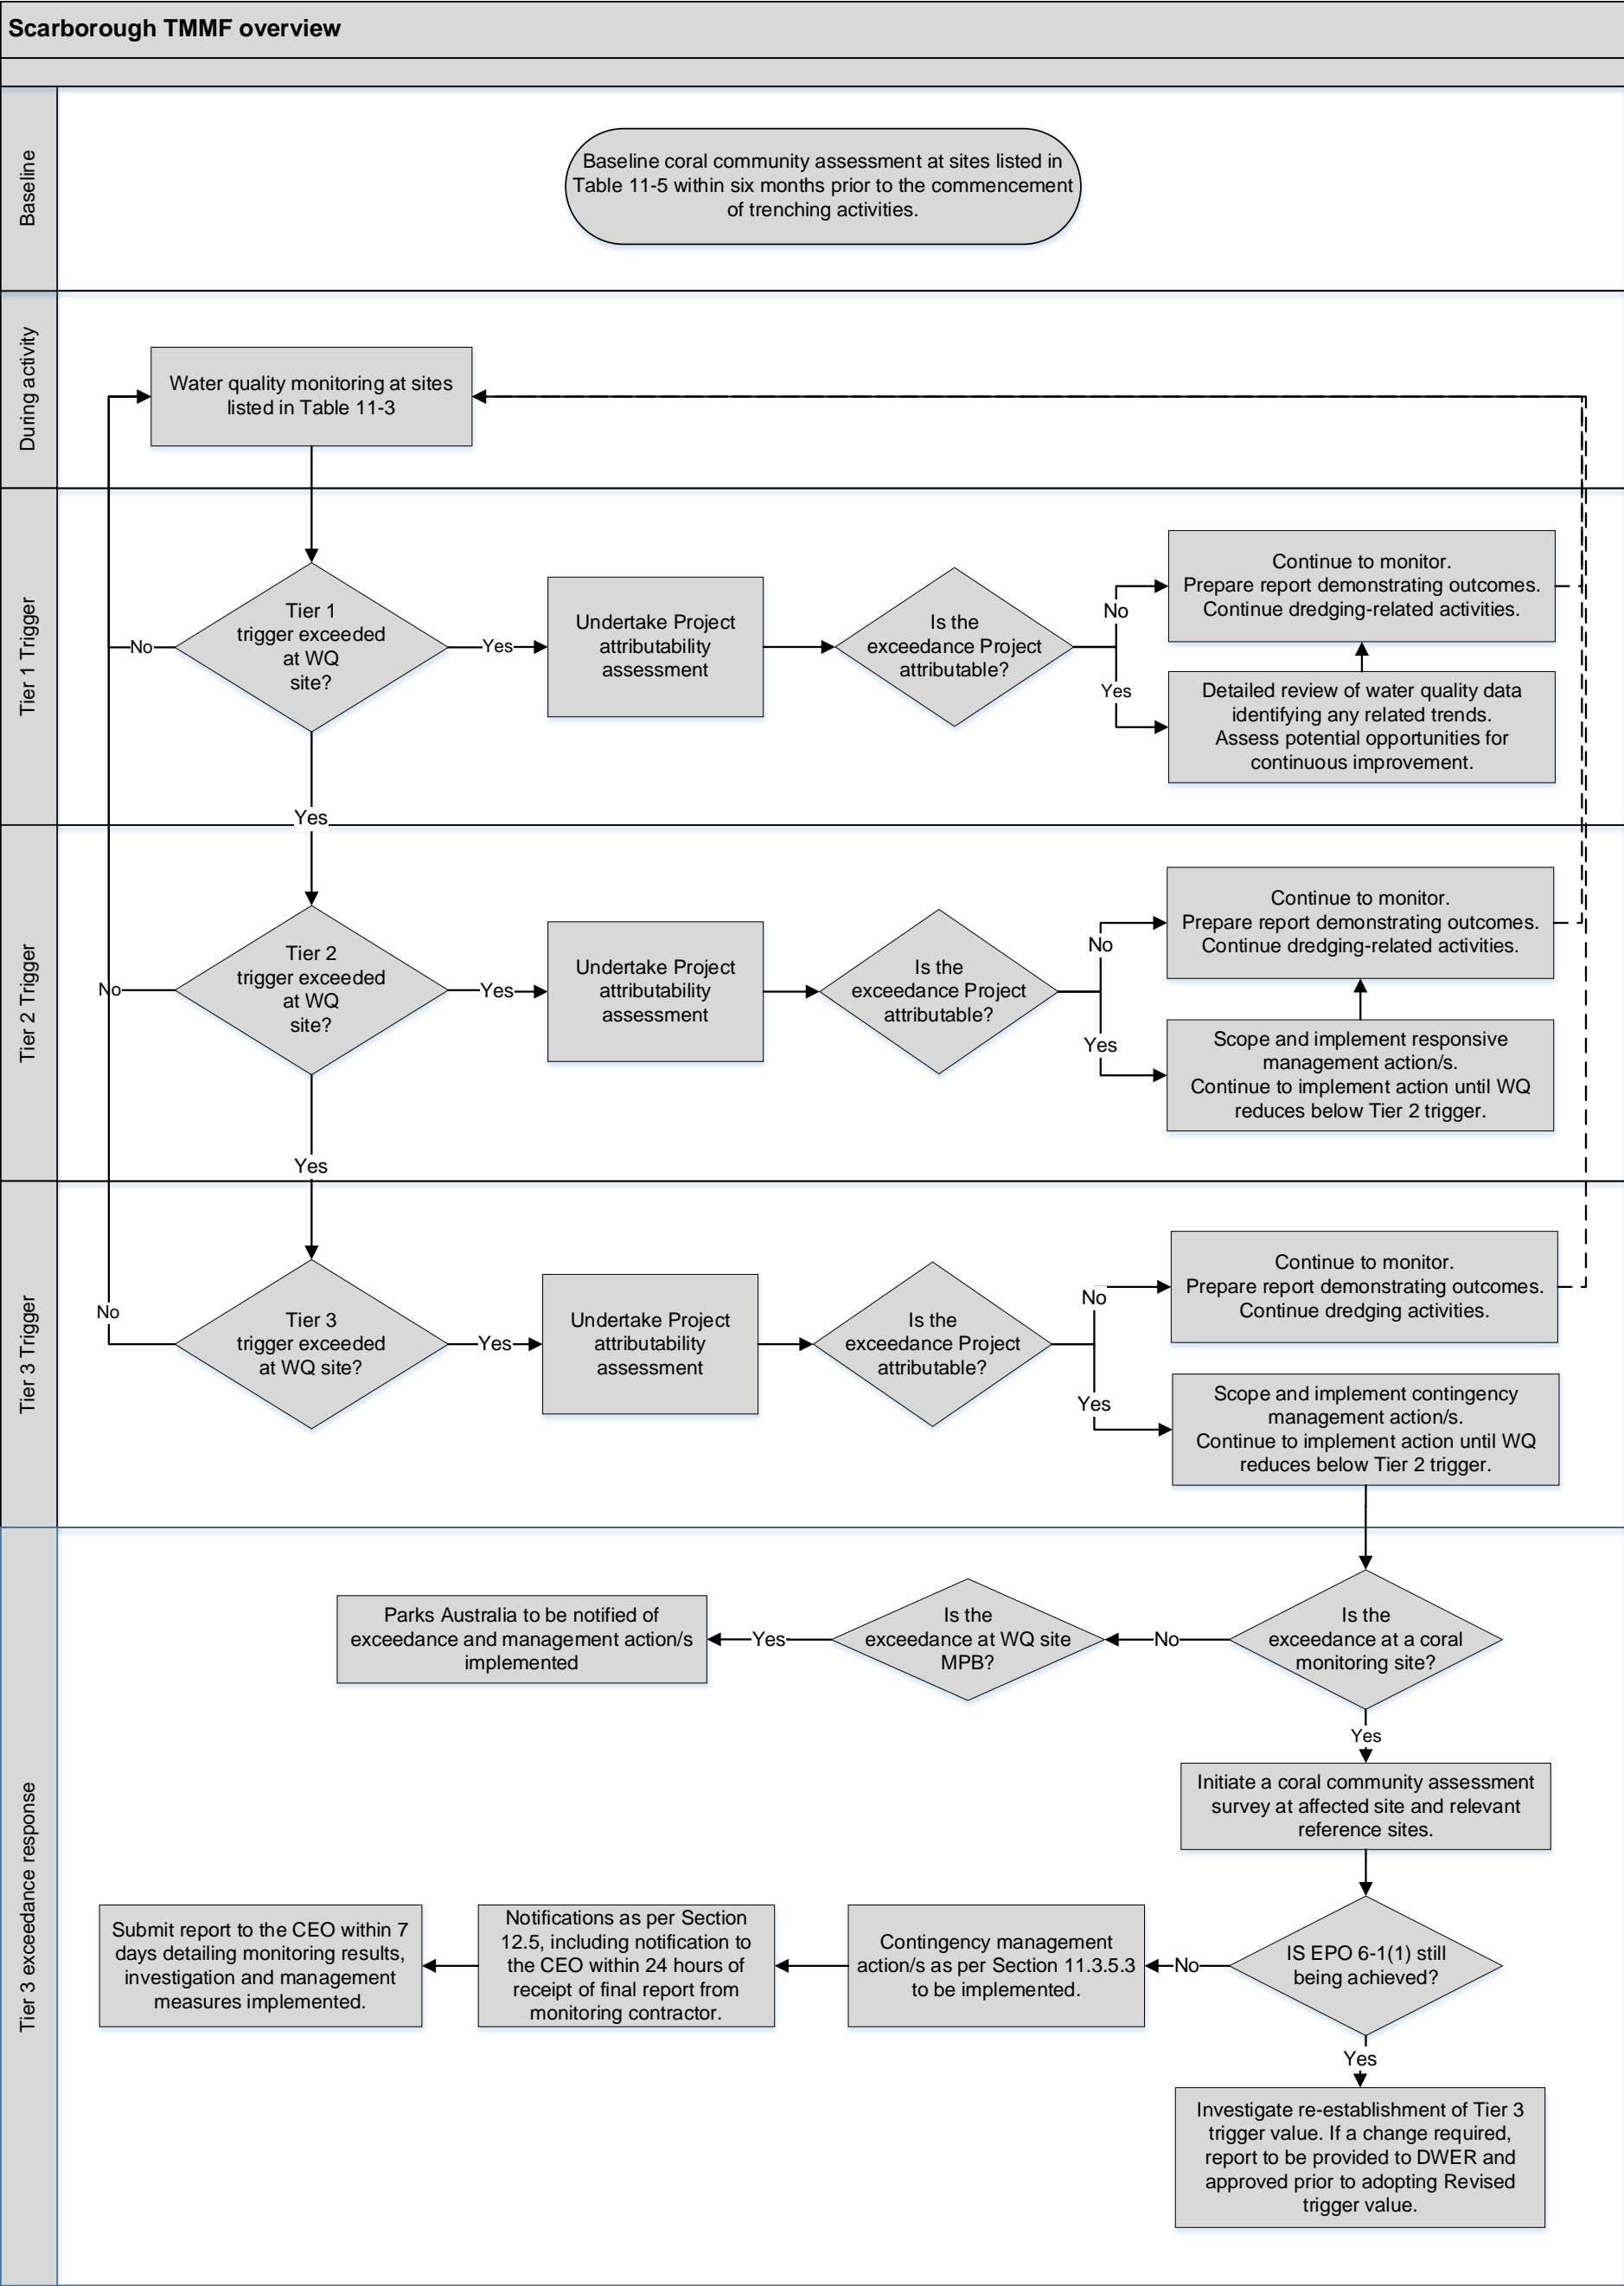 Scarborough TMMF overview
Baseline
Baseline coral community assessment at sites listed in
Table 11-5 within six months prior to the commencement
of trenching activities.
During activity
Water quality monitoring at sites
listed in Table 11-3
Tier 1 Trigger
Tier 1
trigger exceeded
at WQ
site?
No
Yes
Undertake Project
attributability
assessment
Is the
exceedance Project
attributable?
No
Continue to monitor.
Prepare report demonstrating outcomes.
Continue dredging-related activities.
Yes
Detailed review of water quality data
identifying any related trends.
Assess potential opportunities for
continuous improvement.
Yes
Tier 2 Trigger
Tier 2
trigger exceeded
at WQ
site?
No
Yes
Undertake Project
attributability
assessment
Is the
exceedance Project
attributable?
No
Continue to monitor.
Prepare report demonstrating outcomes.
Continue dredging-related activities.
Yes
Scope and implement responsive
management action/s.
Continue to implement action until WQ
reduces below Tier 2 trigger.
Yes
Tier 3 Trigger
Tier 3
trigger exceeded
at WQ site?
No
Yes
Undertake Project
attributability
assessment
Is the
exceedance Project
attributable?
No
Continue to monitor.
Prepare report demonstrating outcomes.
Continue dredging activities.
Yes
Scope and implement contingency
management action/s.
Continue to implement action until WQ
reduces below Tier 2 trigger.
Tier 3 exceedance response
Is the
exceedance at a coral
monitoring site?
No
Is the
exceedance at WQ site
MPB?
Yes
Parks Australia to be notified of
exceedance and management action/s
implemented
Yes
Initiate a coral community assessment
survey at affected site and relevant
reference sites.
IS EPO 6-1(1) still
being achieved?
No
Contingency management
action/s as per Section 11.3.5.3
to be implemented.
Notifications as per Section
12.5, including notification to
the CEO within 24 hours of
receipt of final report from
monitoring contractor.
Submit report to the CEO within 7
days detailing monitoring results,
investigation and management
measures implemented.
Yes
Investigate re-establishment of Tier 3
trigger value. If a change required,
report to be provided to DWER and
approved prior to adopting Revised
trigger value.